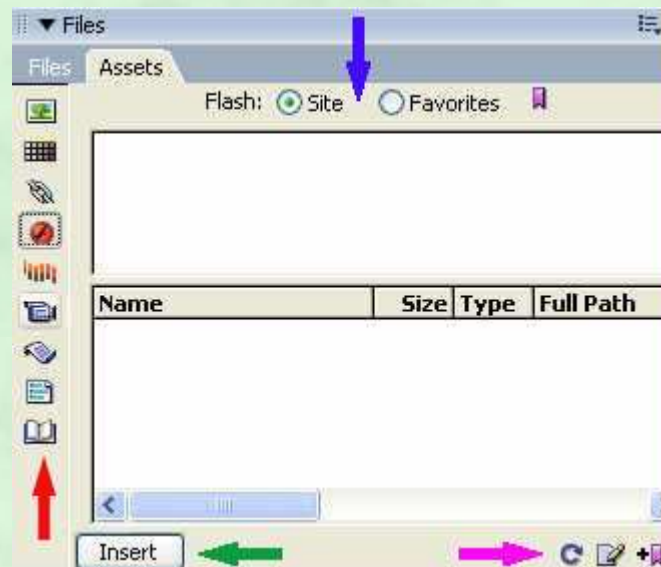 Files
Files Assets
Flash: Site Favorites
Name Size Type Full Path
Insert